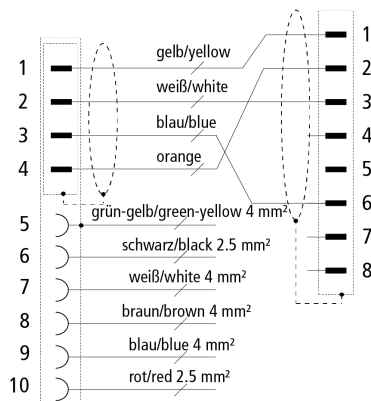 gelb/yellow
weiß/white
blau/blue
orange
1
2
3
4
5
6
7
8
9
10
grün-gelb/green-yellow 4 mm²
schwarz/black 2.5 mm²
weiß/white 4 mm²
braun/brown 4 mm²
blau/blue 4 mm²
rot/red 2.5 mm²
1
2
3
4
5
6
7
8